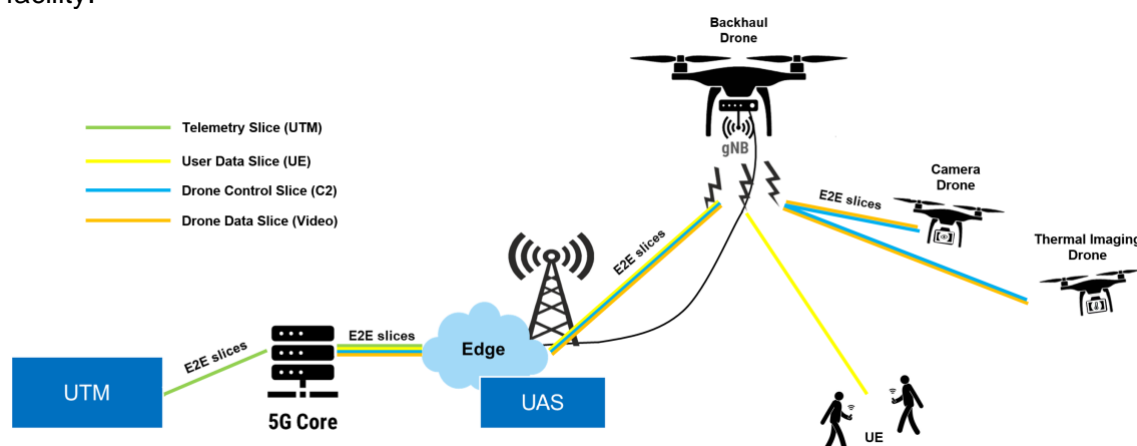 facility.
Backhaul
Drone
Telemetry Slice (UTM)
User Data Slice (UE)
Drone Control Slice (C2)
Drone Data Slice (Video)
gNB
Camera
Drone
E2E slices
Thermal Imaging
Drone
E2E slices
E2E slices
E2E slices
Edge
UTM
5G Core
UAS
UE